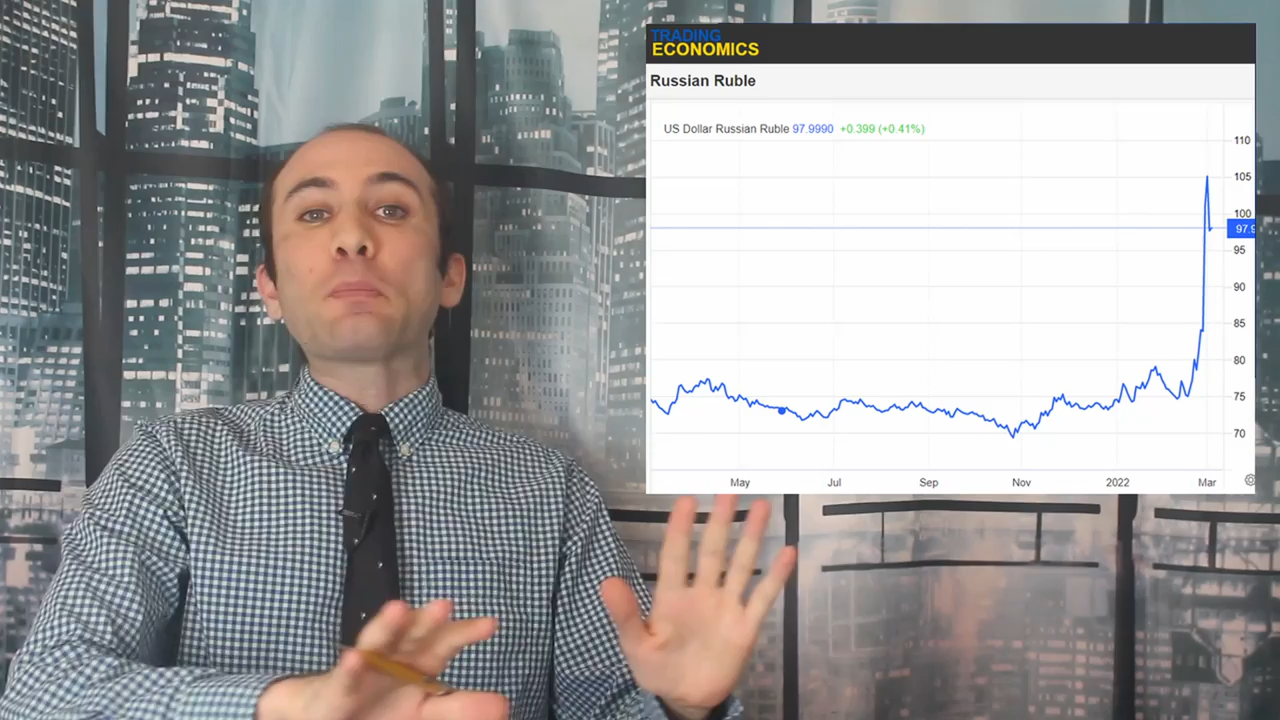 TRADING
ECONOMICS
Russian Ruble
US Dollar Russian Ruble 97.9990 +0.399 (+0.41%)
110
105
100
97.9
95
90
85
80
75
70
May Jul Sep Nov 2022 Mar